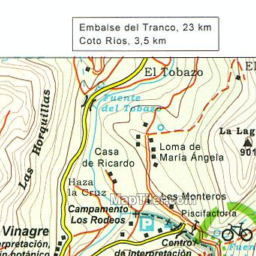 Embalse del Tranco, 23 km
Coto Ríos, 3,5 km
El Tobazo
Fuente
del Tobazo
Las Horquillas
La Lag
901
Casa
de Ricardo
Loma de
María Ángela
Haza
la Cruz
Los Monteros
Campamento
Los Rodeos
Piscifactoría
P
Vinagre
Control
de Interpretación
Fuente